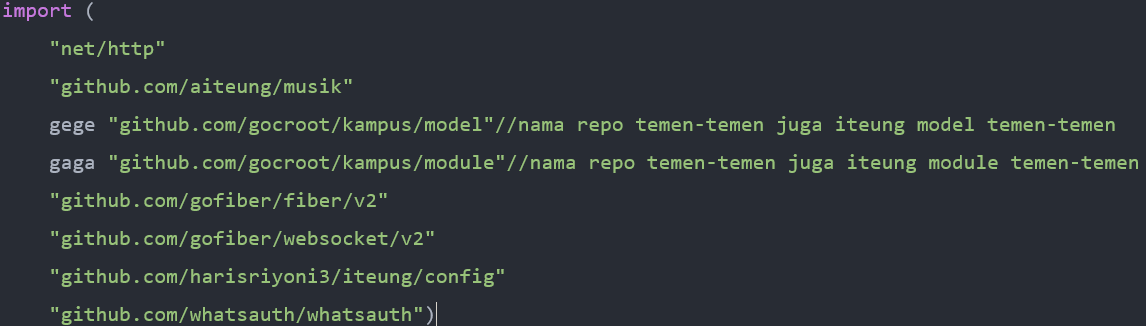 import (
"net/http"
"github.com/aiteung/musik"
gege "github.com/gocroot/kampus/model"//nama repo temen-temen juga iteung model temen-temen
gaga "github.com/gocroot/kampus/module"//nama repo temen-temen juga iteung module temen-temen
"github.com/gofiber/fiber/v2"
"github.com/gofiber/websocket/v2"
"github.com/harisriyoni3/iteung/config"
"github.com/whatsauth/whatsauth")